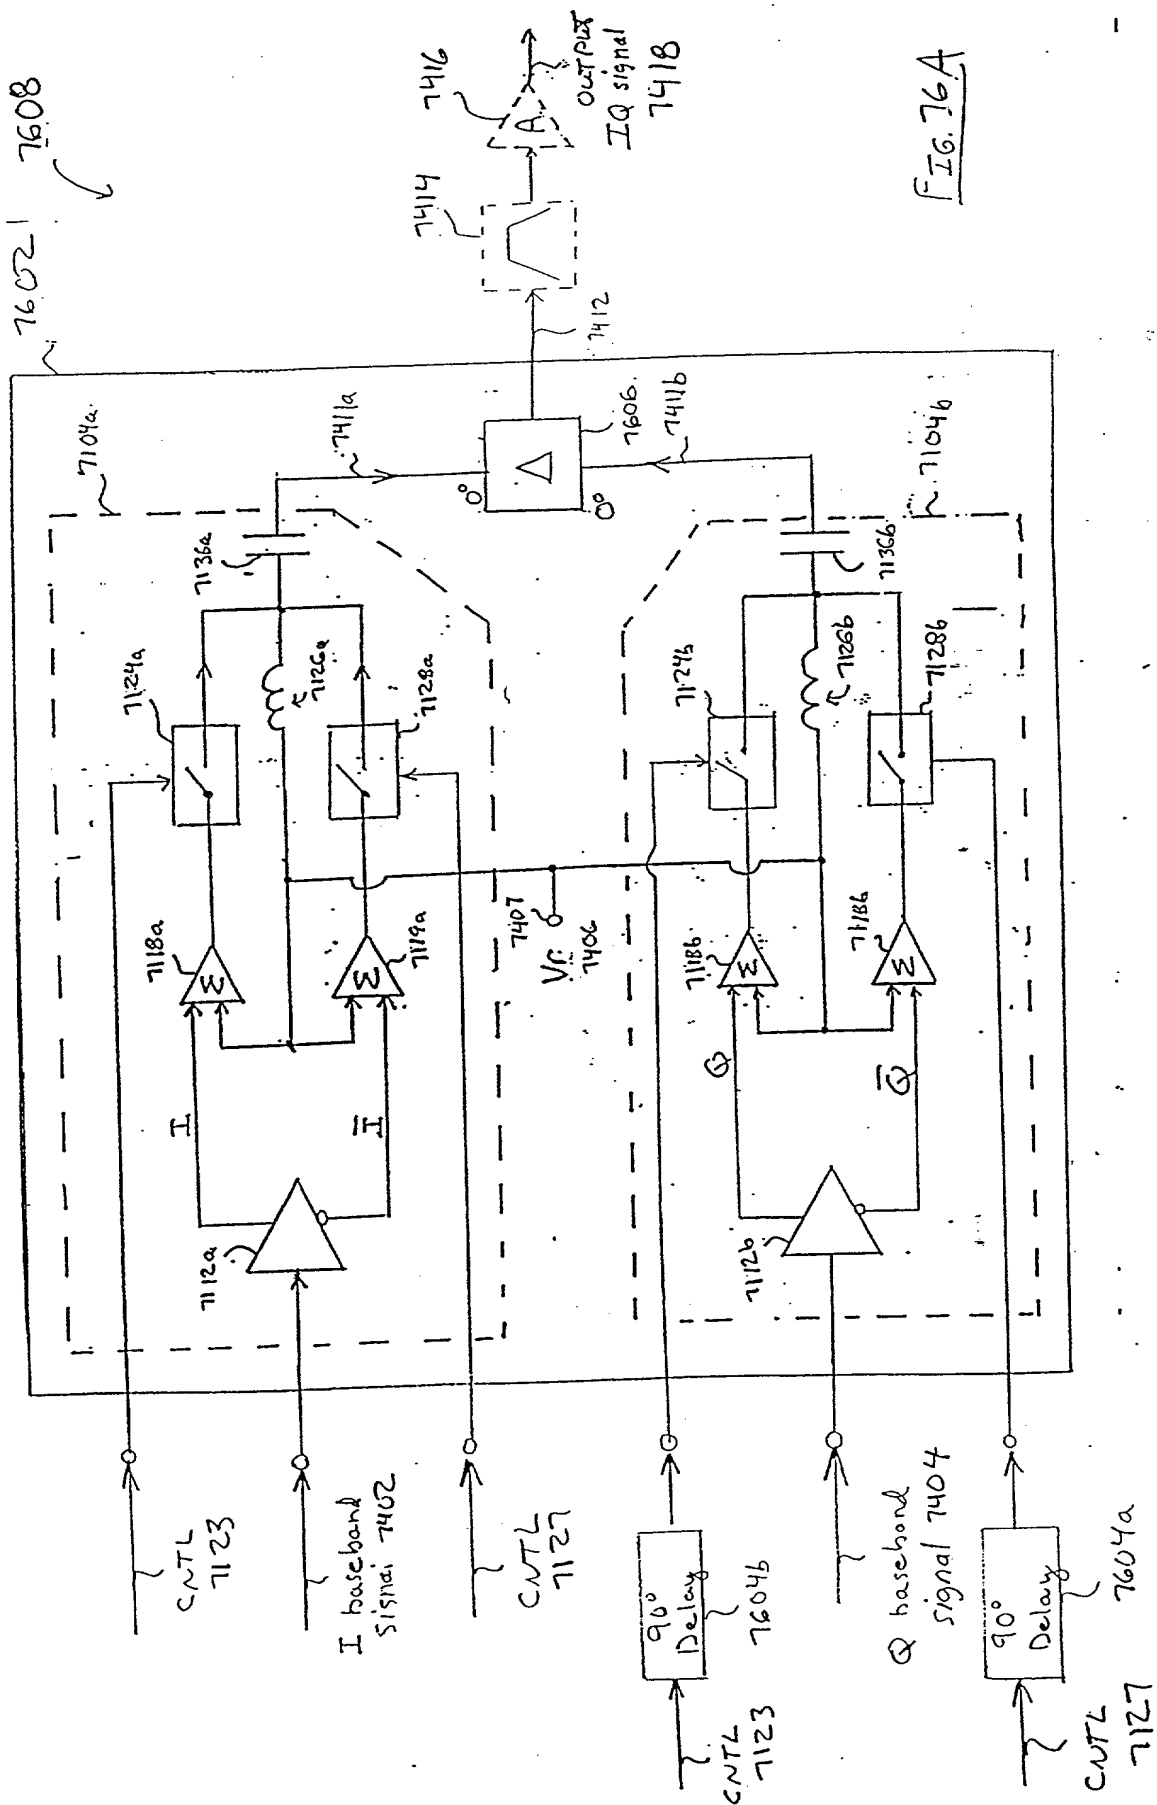 7602
7608
7104a
CNTL
7123
7124a
7136a
7411a
7118a
I
7126a
I baseband
signal 7402
7112a
I̅
7119a
7128a
0°
7606
7412
7414
7416
A
OUTPUT
IQ signal
7418
CNTL
7127
7407
Vr
7406
0°
7411b
90°
Delay
7604b
CNTL
7123
7124b
7118b
Q
7126b
7136b
7104b
Q baseband
signal 7404
7112b
Q̅
7118b
7128b
90°
Delay
7604a
CNTL
7127
Σ
Σ
Σ
Σ
Δ
FIG. 76A